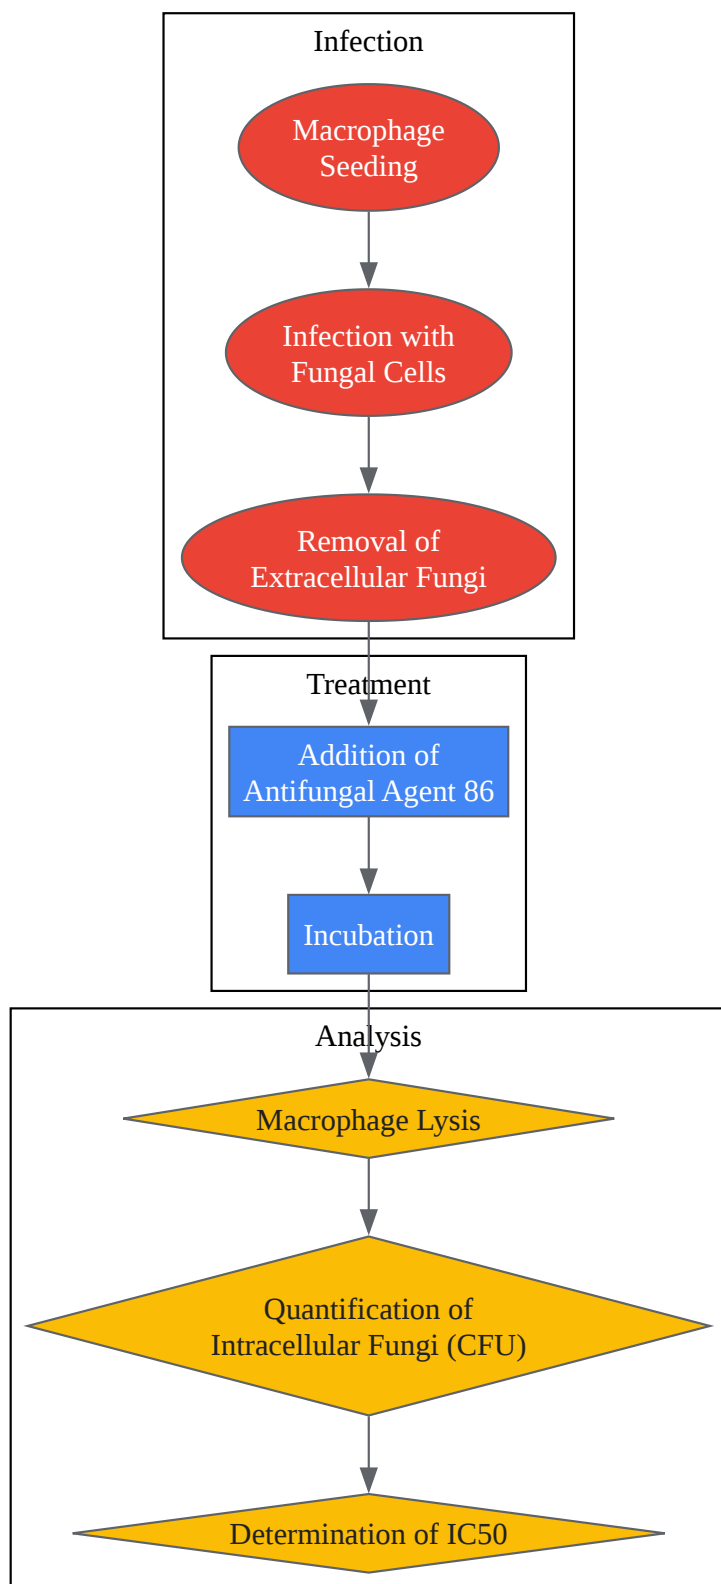 Infection
Macrophage
Seeding
Infection with
Fungal Cells
Removal of
Extracellular Fungi
Treatment
Addition of
Antifungal Agent 86
Incubation
Analysis
Macrophage Lysis
Quantification of
Intracellular Fungi (CFU)
Determination of IC50